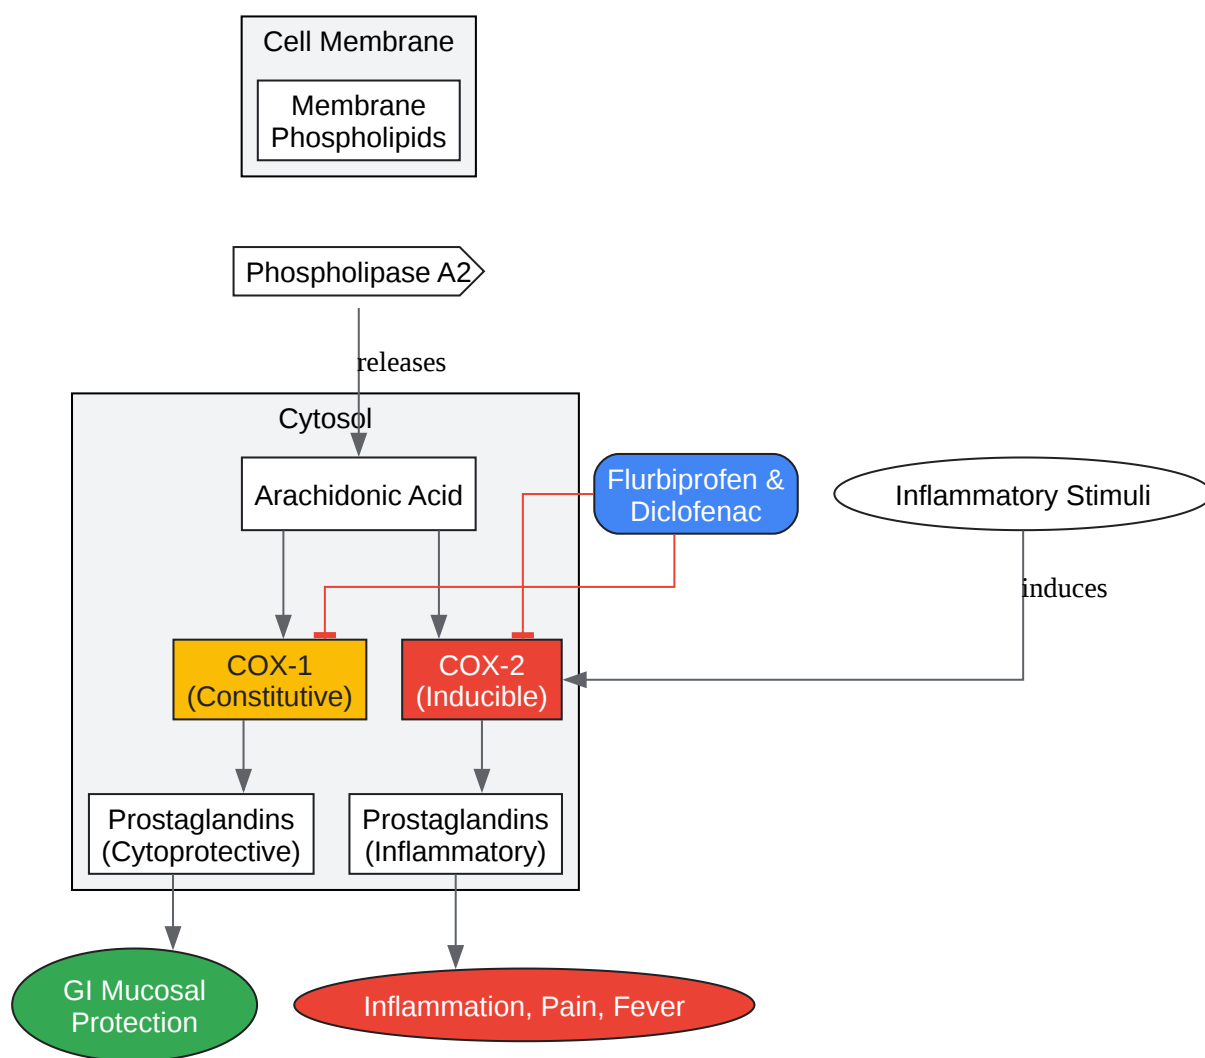 Cell Membrane
Membrane
Phospholipids
Phospholipase A2
releases
Cytosol
Arachidonic Acid
Flurbiprofen &
Diclofenac
Inflammatory Stimuli
induces
COX-1
(Constitutive)
COX-2
(Inducible)
Prostaglandins
(Cytoprotective)
Prostaglandins
(Inflammatory)
GI Mucosal
Protection
Inflammation, Pain, Fever